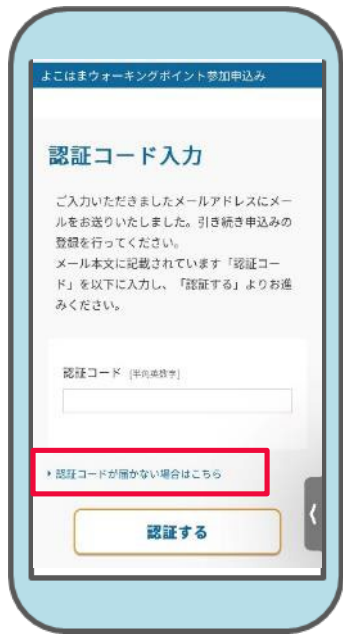 よこはまウォーキングポイント参加申込み
認証コード入力
ご入力いただきましたメールアドレスにメー
ルをお送りいたしました。引き続き申込みの
登録を行ってください。
メール本文に記載されています「認証コー
ド」を以下に入力し、「認証する」よりお進
みください。
認証コード [半角英数字]
認証コードが届かない場合はこちら
認証する